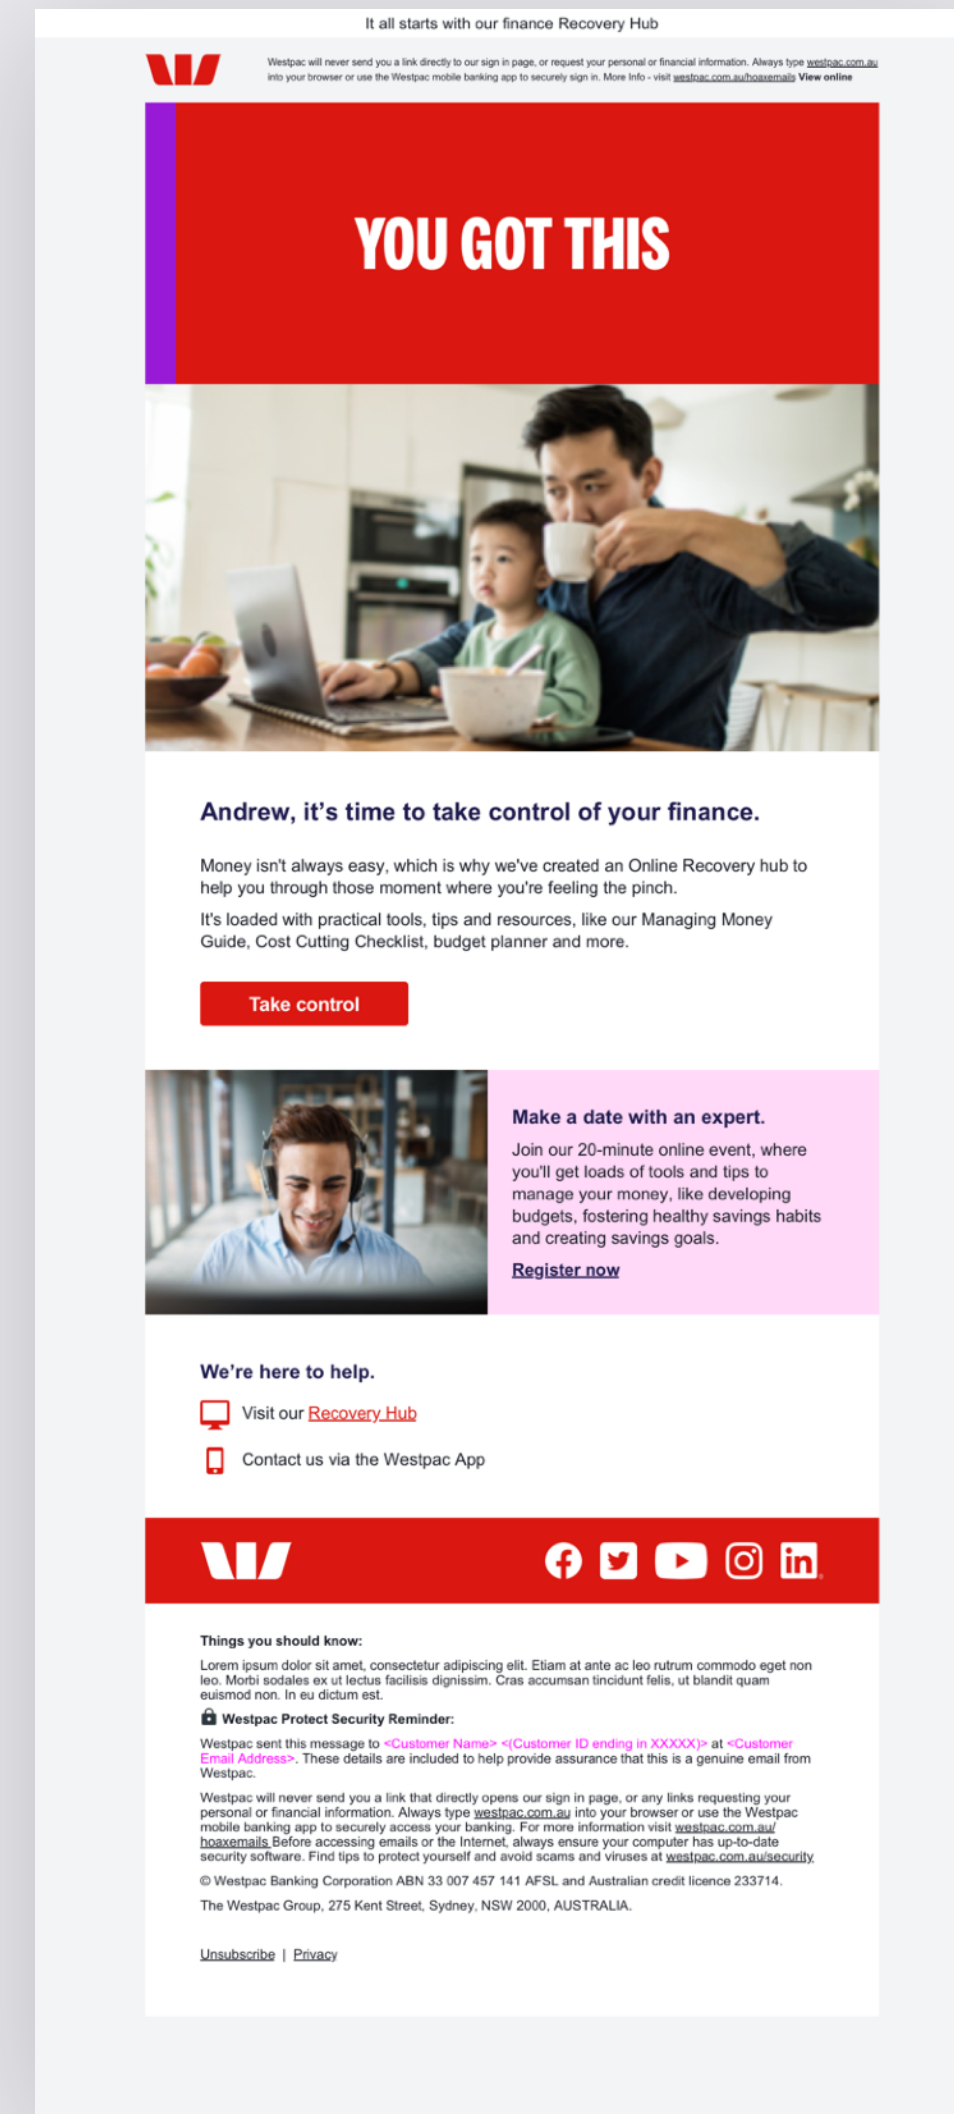 It all starts with our finance Recovery Hub
Westpac will never send you a link directly to our sign in page, or request your personal or financial information. Always type westpac.com.au
into your browser or use the Westpac mobile banking app to securely sign in. More Info - visit westpac.com.au/hoaxemails View online
YOU GOT THIS
Andrew, it's time to take control of your finance.
Money isn't always easy, which is why we've created an Online Recovery hub to
help you through those moment where you're feeling the pinch.
It's loaded with practical tools, tips and resources, like our Managing Money
Guide, Cost Cutting Checklist, budget planner and more.
Take control
Make a date with an expert.
Join our 20-minute online event, where
you'll get loads of tools and tips to
manage your money, like developing
budgets, fostering healthy savings habits
and creating savings goals.
Register now
We're here to help.
Visit our Recovery Hub
Contact us via the Westpac App
in
Things you should know:
Lorem ipsum dolor sit amet, consectetur adipiscing elit. Etiam at ante ac leo rutrum commodo eget non
leo. Morbi sodales ex ut lectus facilisis dignissim. Cras accumsan tincidunt felis, ut blandit quam
euismod non. In eu dictum est.
Westpac Protect Security Reminder:
Westpac sent this message to <Customer Name> <(Customer ID ending in XXXXX)> at <Customer
Email Address>. These details are included to help provide assurance that this is a genuine email from
Westpac.
Westpac will never send you a link that directly opens our sign in page, or any links requesting your
personal or financial information. Always type westpac.com.au into your browser or use the Westpac
mobile banking app to securely access your banking. For more information visit westpac.com.au/
hoaxemails Before accessing emails or the Internet, always ensure your computer has up-to-date
security software. Find tips to protect yourself and avoid scams and viruses at westpac.com.au/security
© Westpac Banking Corporation ABN 33 007 457 141 AFSL and Australian credit licence 233714.
The Westpac Group, 275 Kent Street, Sydney, NSW 2000, AUSTRALIA.
Unsubscribe | Privacy